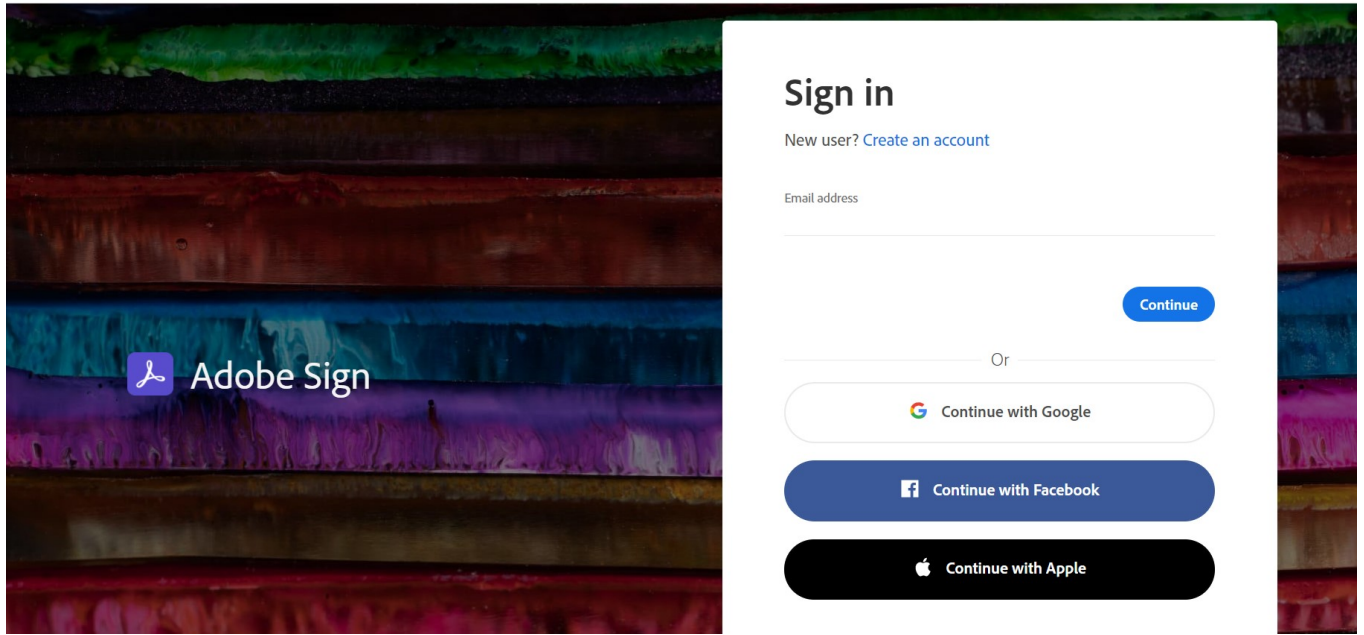 Adobe Sign
Sign in
New user? Create an account
Email address
Continue
Or
Continue with Google
Continue with Facebook
Continue with Apple